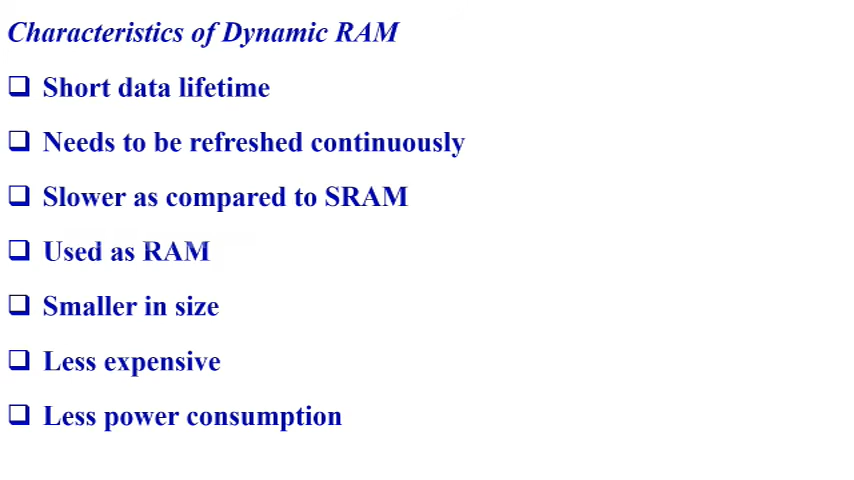 Characteristics of Dynamic RAM
❑ Short data lifetime
❑ Needs to be refreshed continuously
❑ Slower as compared to SRAM
❑ Used as RAM
❑ Smaller in size
❑ Less expensive
❑ Less power consumption